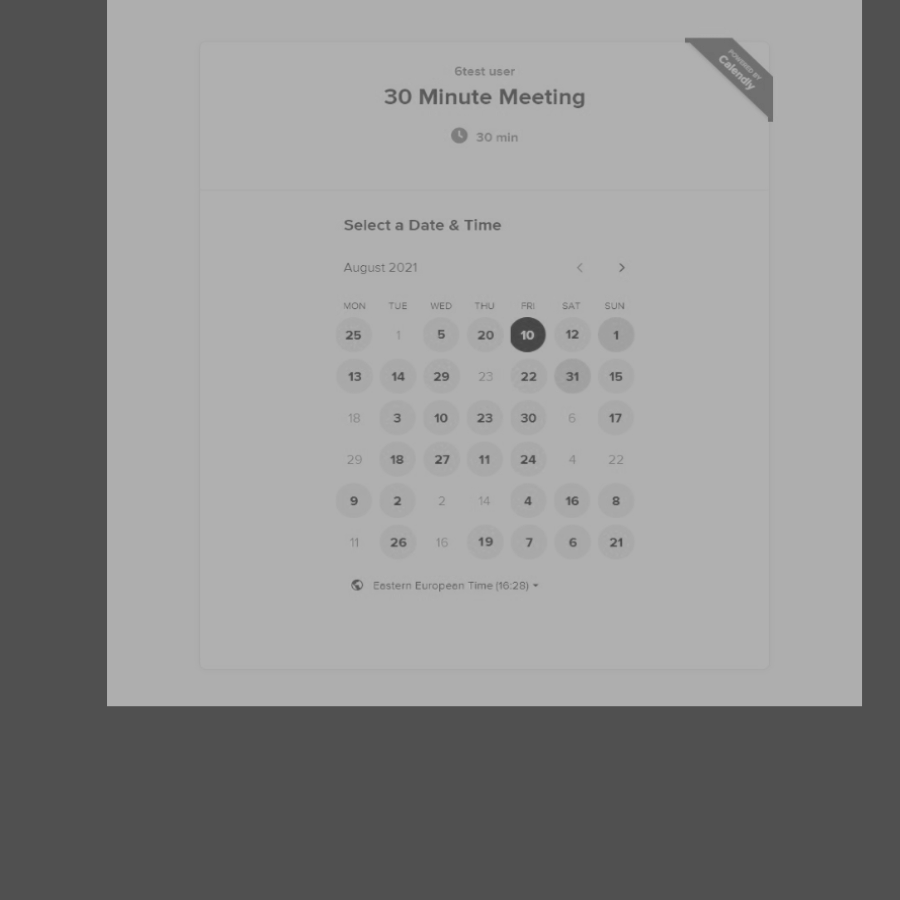 POWERED BY
Calendly
6test user
30 Minute Meeting
30 min
Select a Date & Time
August 2021
MON TUE WED THU FRI SAT SUN
25 1 5 20 10 12 1
13 14 29 23 22 31 15
18 3 10 23 30 6 17
29 18 27 11 24 4 22
9 2 2 14 4 16 8
11 26 16 19 7 6 21
Eastern European Time (16:28)